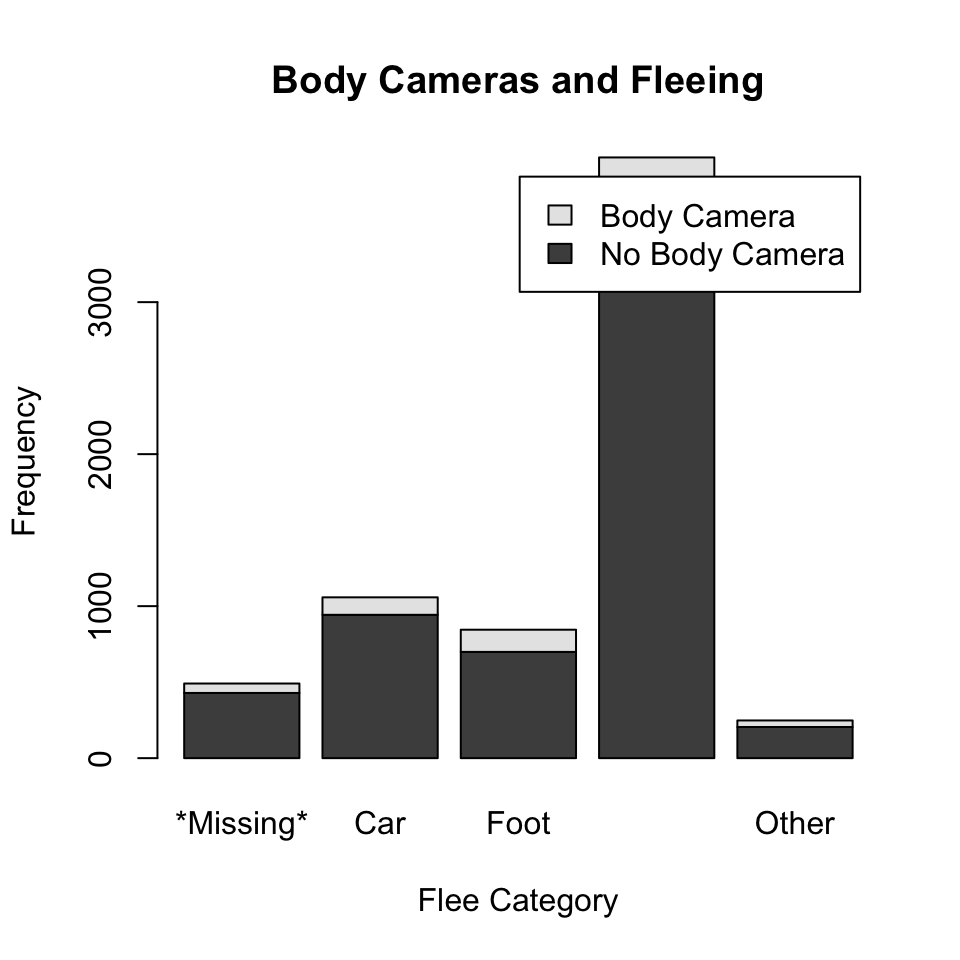 Body Cameras and Fleeing
Body Camera
No Body Camera
3000
2000
1000
0
Frequency
*Missing*
Car
Foot
Other
Flee Category